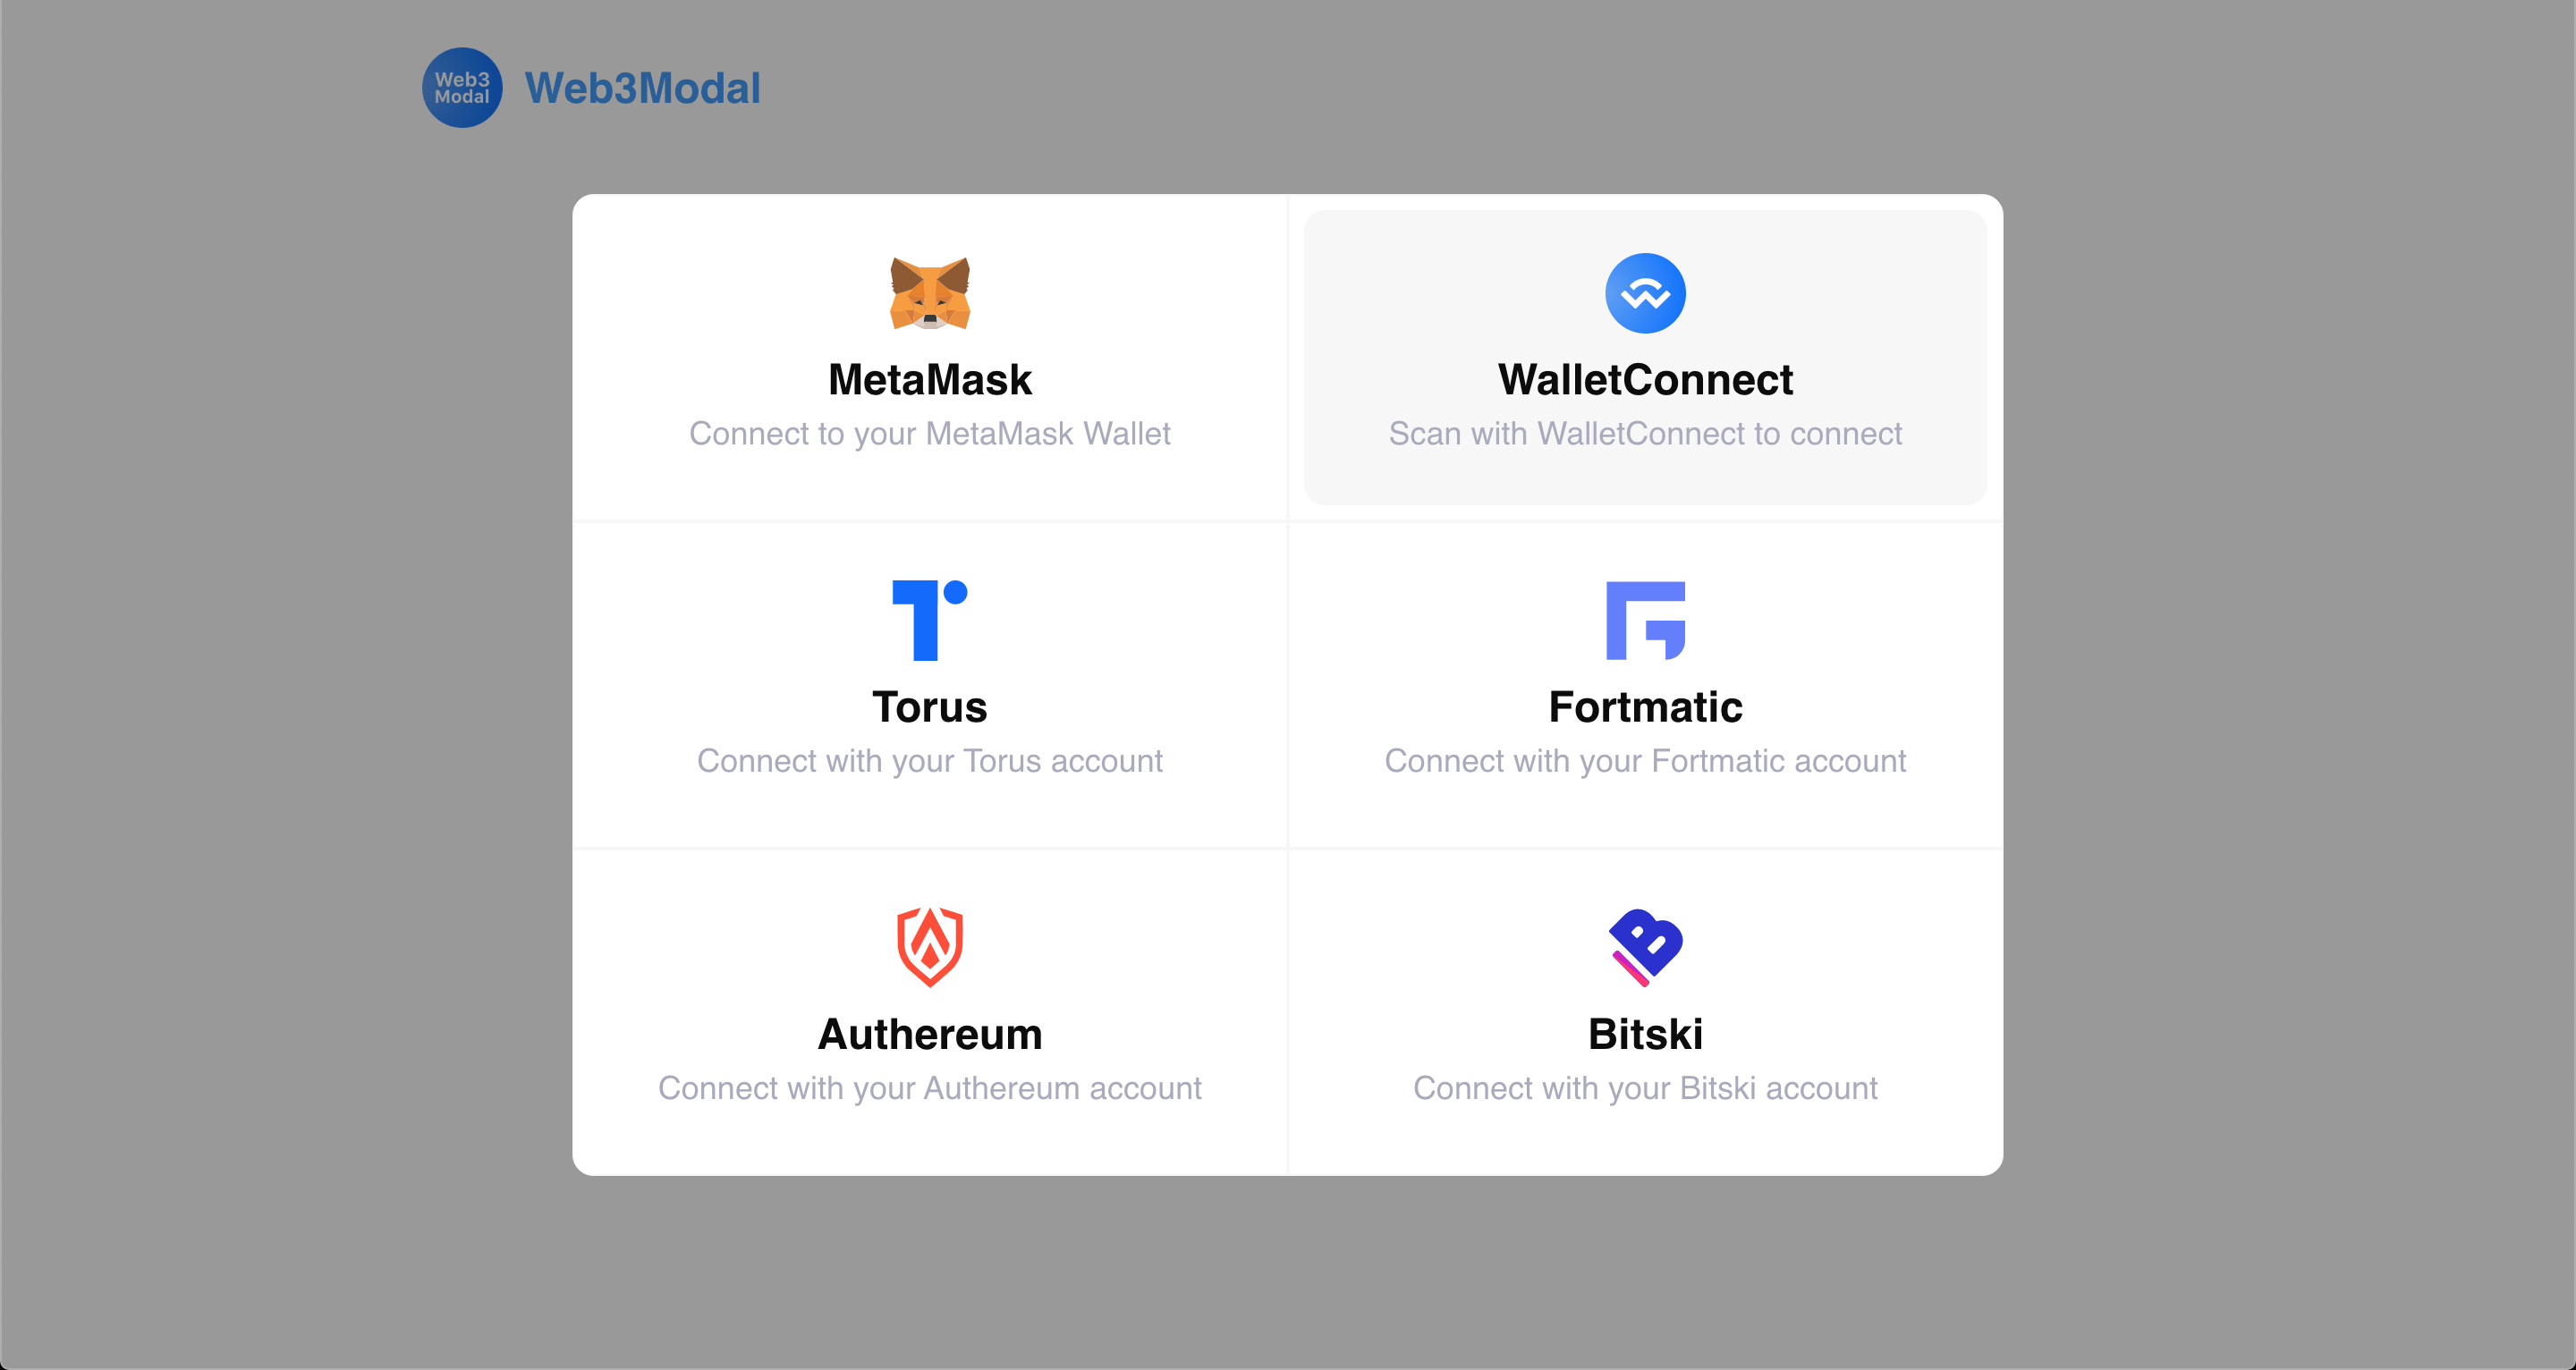 Web3
Modal
Web3Modal
MetaMask
Connect to your MetaMask Wallet
WalletConnect
Scan with WalletConnect to connect
Torus
Connect with your Torus account
Fortmatic
Connect with your Fortmatic account
Authereum
Connect with your Authereum account
Bitski
Connect with your Bitski account